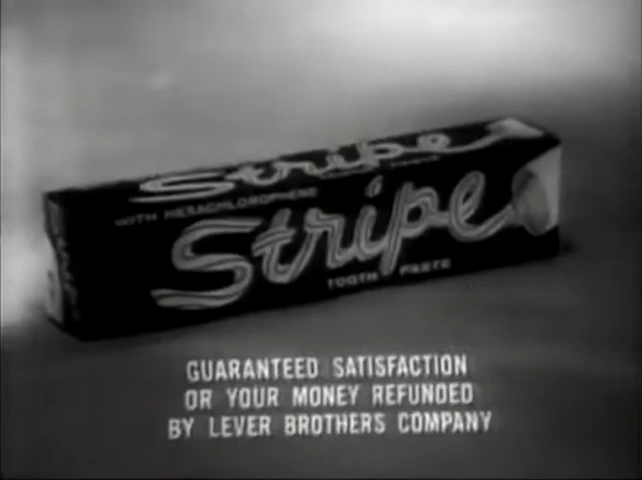 Stripe
WITH HEXACHLOROPHENE
Stripe
TOOTH PASTE
GUARANTEED SATISFACTION
OR YOUR MONEY REFUNDED
BY LEVER BROTHERS COMPANY